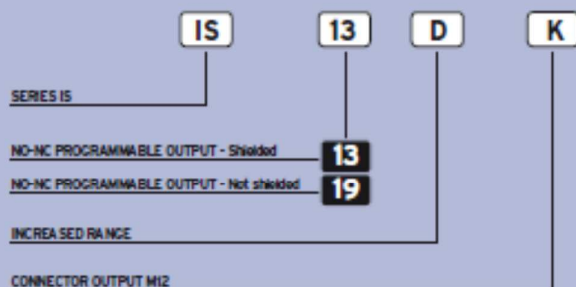 IS 13 D K
SERIES IS
NO-NC PROGRAMMABLE OUTPUT - Shielded 13
NO-NC PROGRAMMABLE OUTPUT - Not shielded 19
INCREASED RANGE
CONNECTOR OUTPUT M12